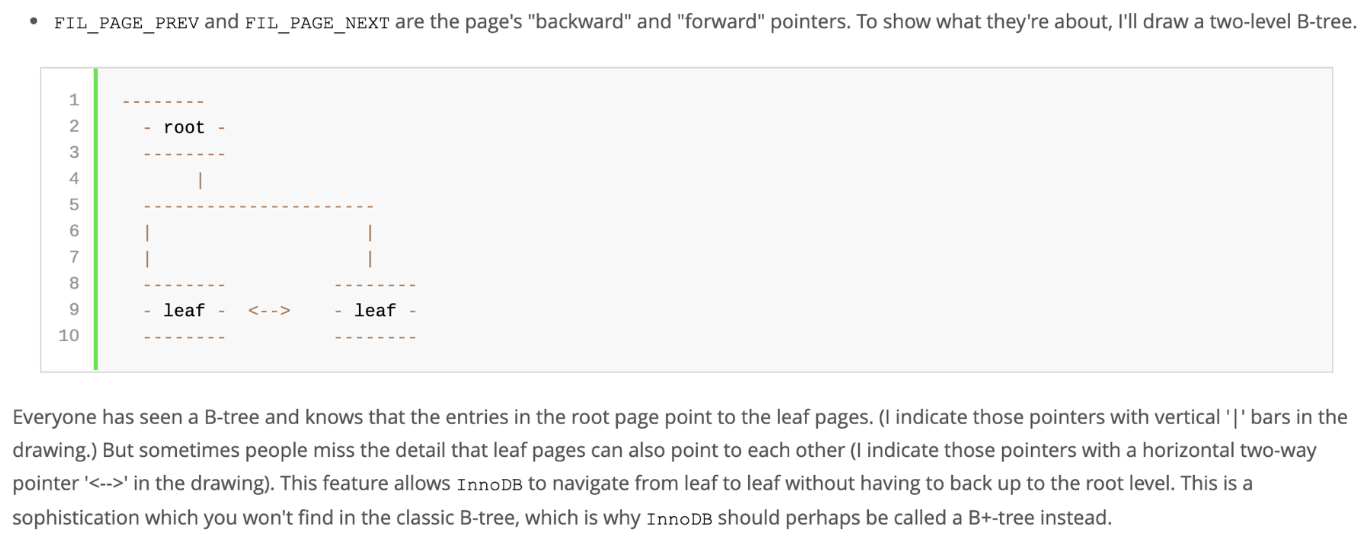 • FIL_PAGE_PREV and FIL_PAGE_NEXT are the page's "backward" and "forward" pointers. To show what they're about, I'll draw a two-level B-tree.
1 --------
2 - root -
3 --------
4 |
5 ----------------------
6 | |
7 | |
8 -------- --------
9 - leaf - <--> - leaf -
10 -------- --------
Everyone has seen a B-tree and knows that the entries in the root page point to the leaf pages. (I indicate those pointers with vertical '|' bars in the
drawing.) But sometimes people miss the detail that leaf pages can also point to each other (I indicate those pointers with a horizontal two-way
pointer '<-->' in the drawing). This feature allows InnoDB to navigate from leaf to leaf without having to back up to the root level. This is a
sophistication which you won't find in the classic B-tree, which is why InnoDB should perhaps be called a B+-tree instead.